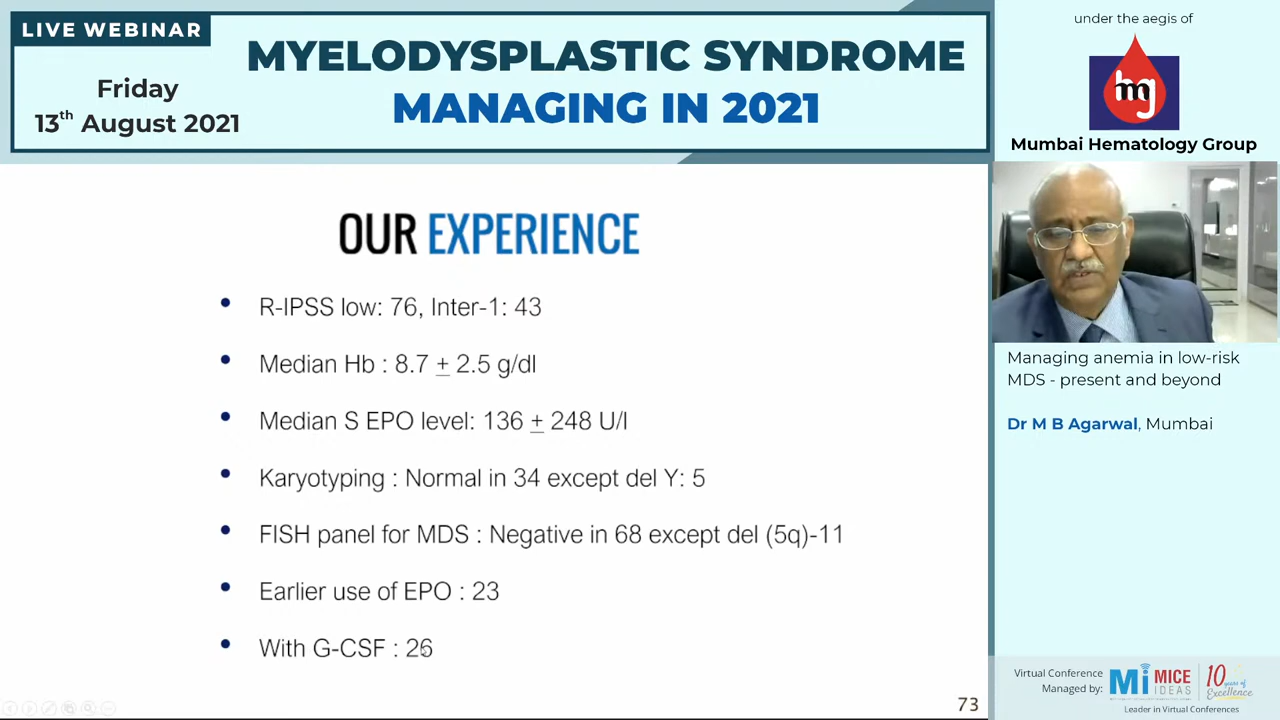 LIVE WEBINAR
Friday
13th August 2021
MYELODYSPLASTIC SYNDROME
MANAGING IN 2021
under the aegis of
hmg
Mumbai Hematology Group
OUR EXPERIENCE
• R-IPSS low: 76, Inter-1: 43
• Median Hb : 8.7 ± 2.5 g/dl
• Median S EPO level: 136 ± 248 U/l
• Karyotyping : Normal in 34 except del Y: 5
• FISH panel for MDS : Negative in 68 except del (5q)-11
• Earlier use of EPO : 23
• With G-CSF : 26
73
Managing anemia in low-risk
MDS - present and beyond
Dr M B Agarwal, Mumbai
Virtual Conference
Managed by:
Mi MICE
IDEAS
10 years of
Excellence
Leader in Virtual Conferences